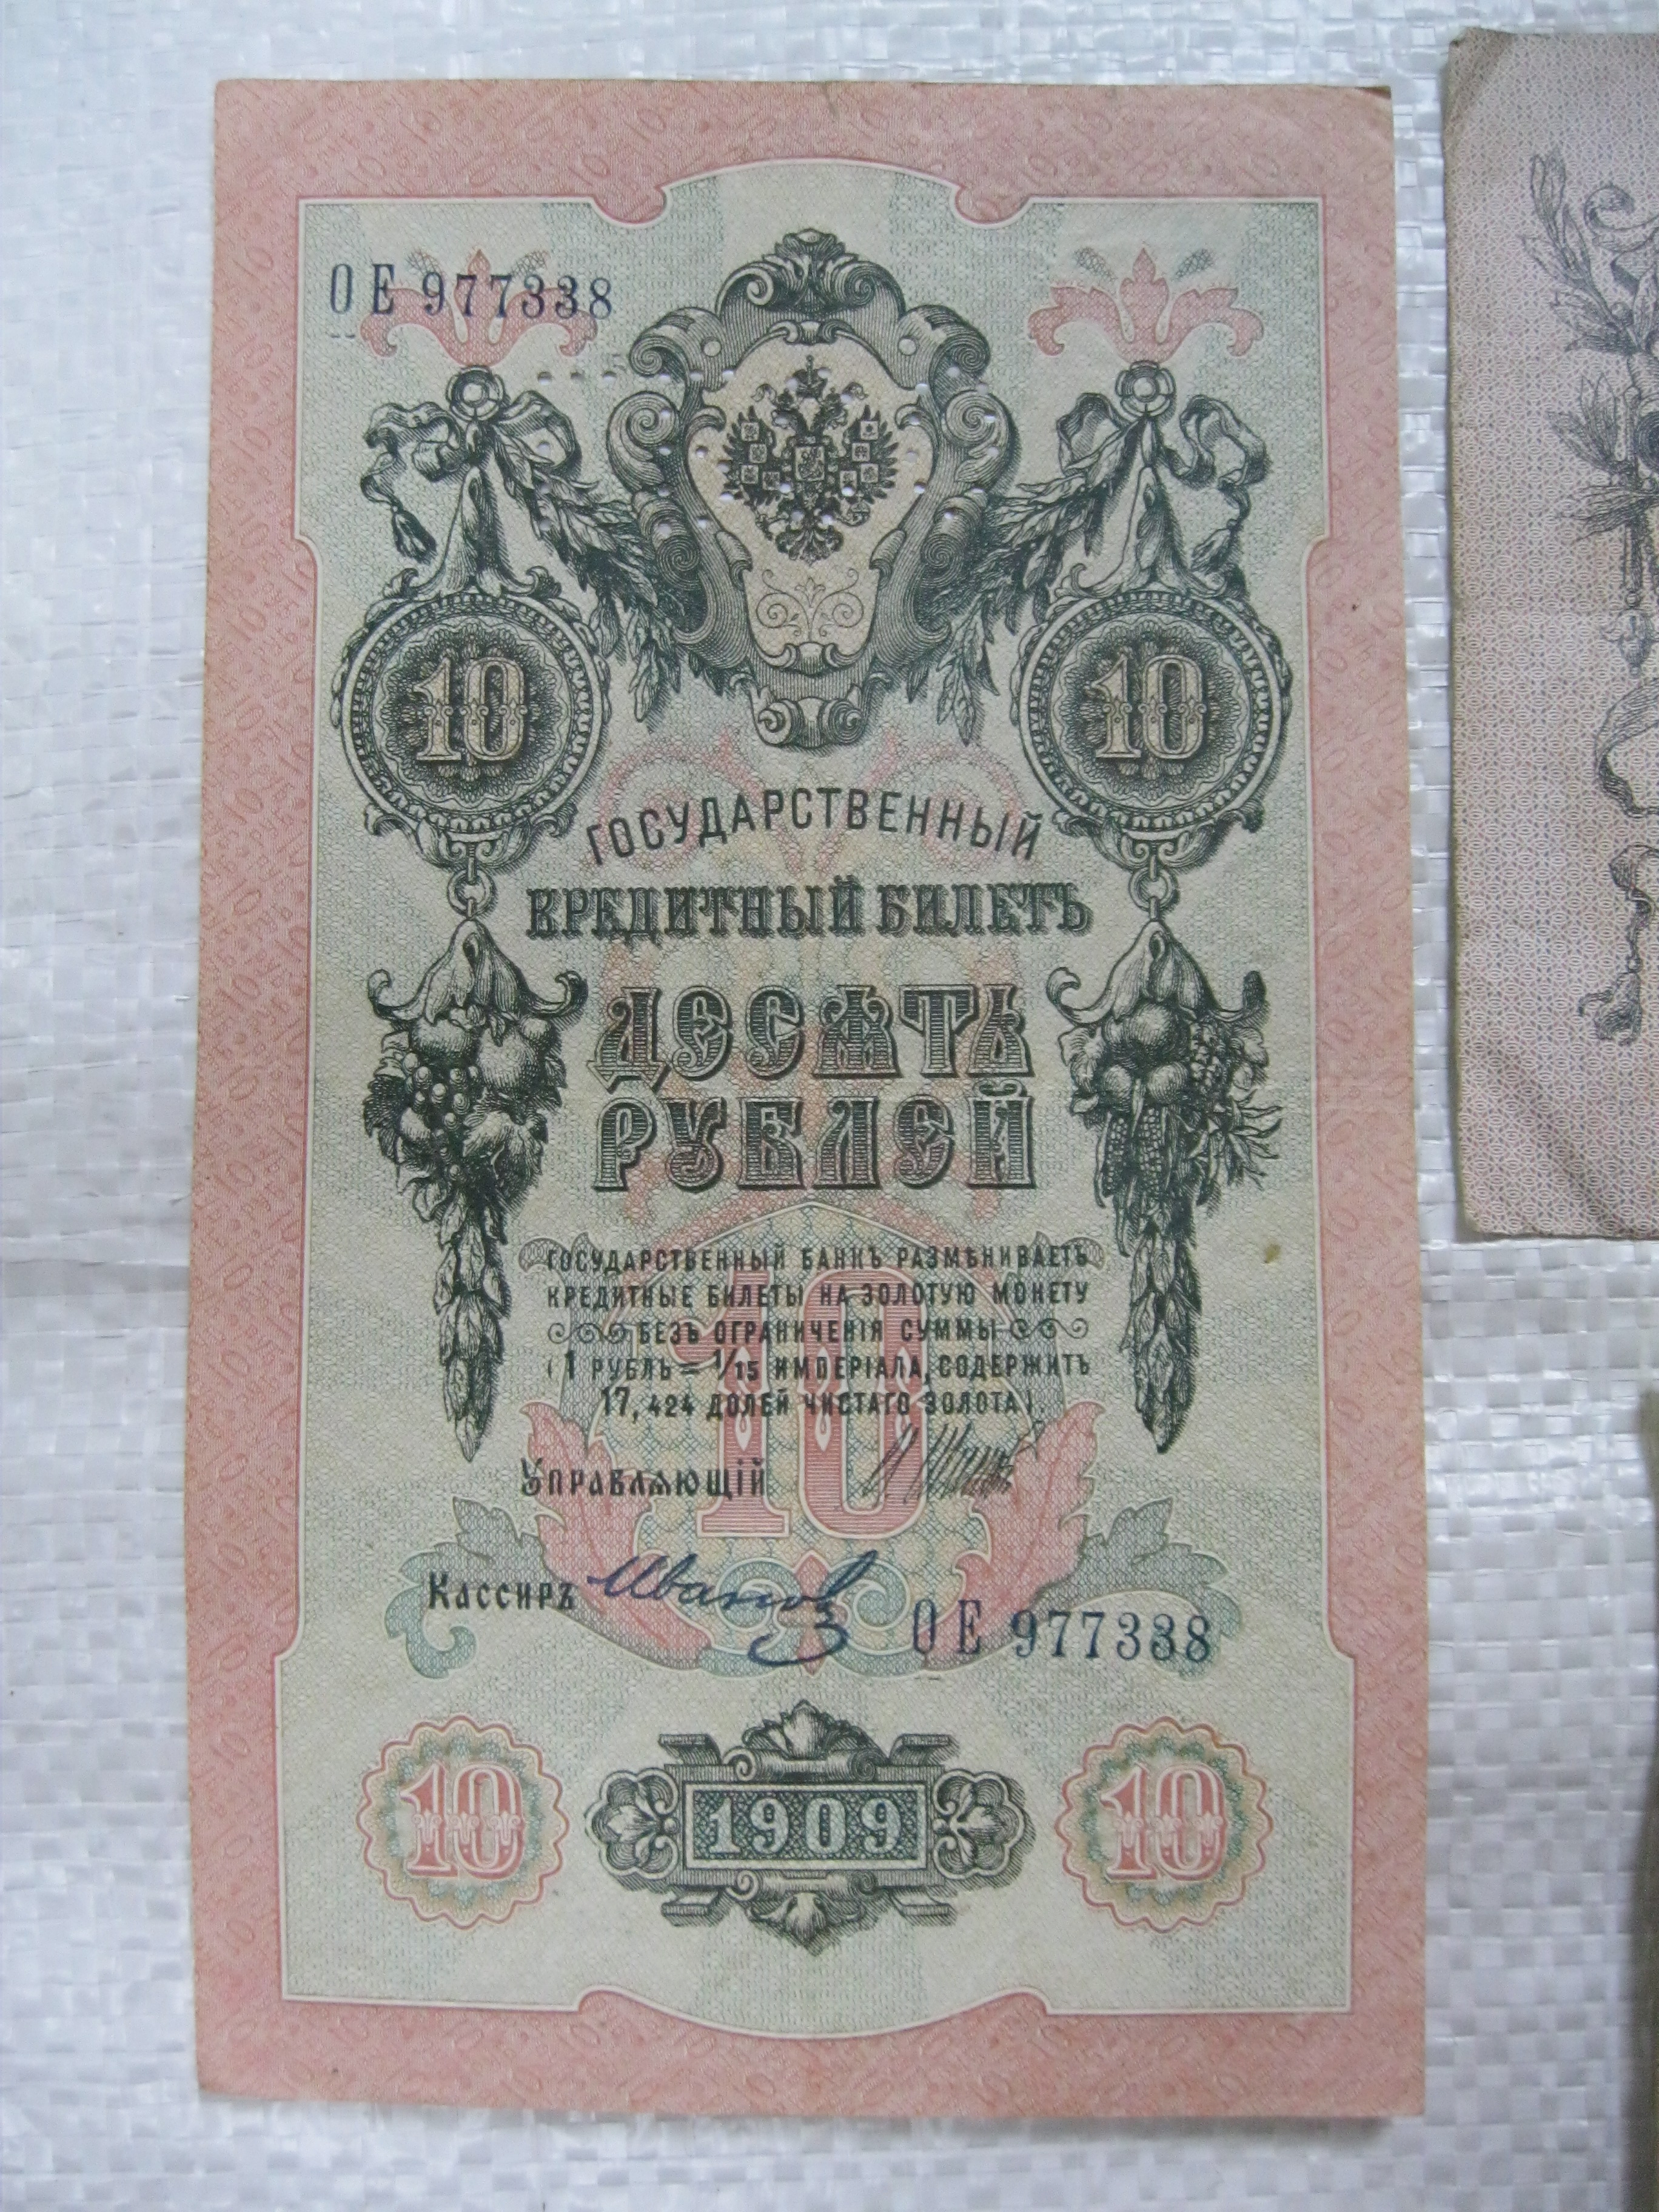 ОЕ 977338
10 10
ГОСУДАРСТВЕННЫЙ
КРЕДИТНЫЙ БИЛЕТЪ
ДЕСЯТЬ
РУБЛЕЙ
ГОСУДАРСТВЕННЫЙ БАНКЪ РАЗМѢНИВАЕТЪ
КРЕДИТНЫЕ БИЛЕТЫ НА ЗОЛОТУЮ МОНЕТУ
БЕЗЪ ОГРАНИЧЕНІЯ СУММЫ
(1 РУБЛЬ = 1/15 ИМПЕРІАЛА, СОДЕРЖИТЪ
17,424 ДОЛЕЙ ЧИСТАГО ЗОЛОТА).
10
Управляющій
Кассиръ Иванов
ОЕ 977338
10 1909 10